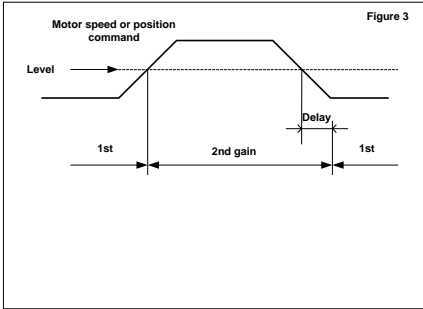 Figure 3
Motor speed or position
command
Level
Delay
1st
2nd gain
1st